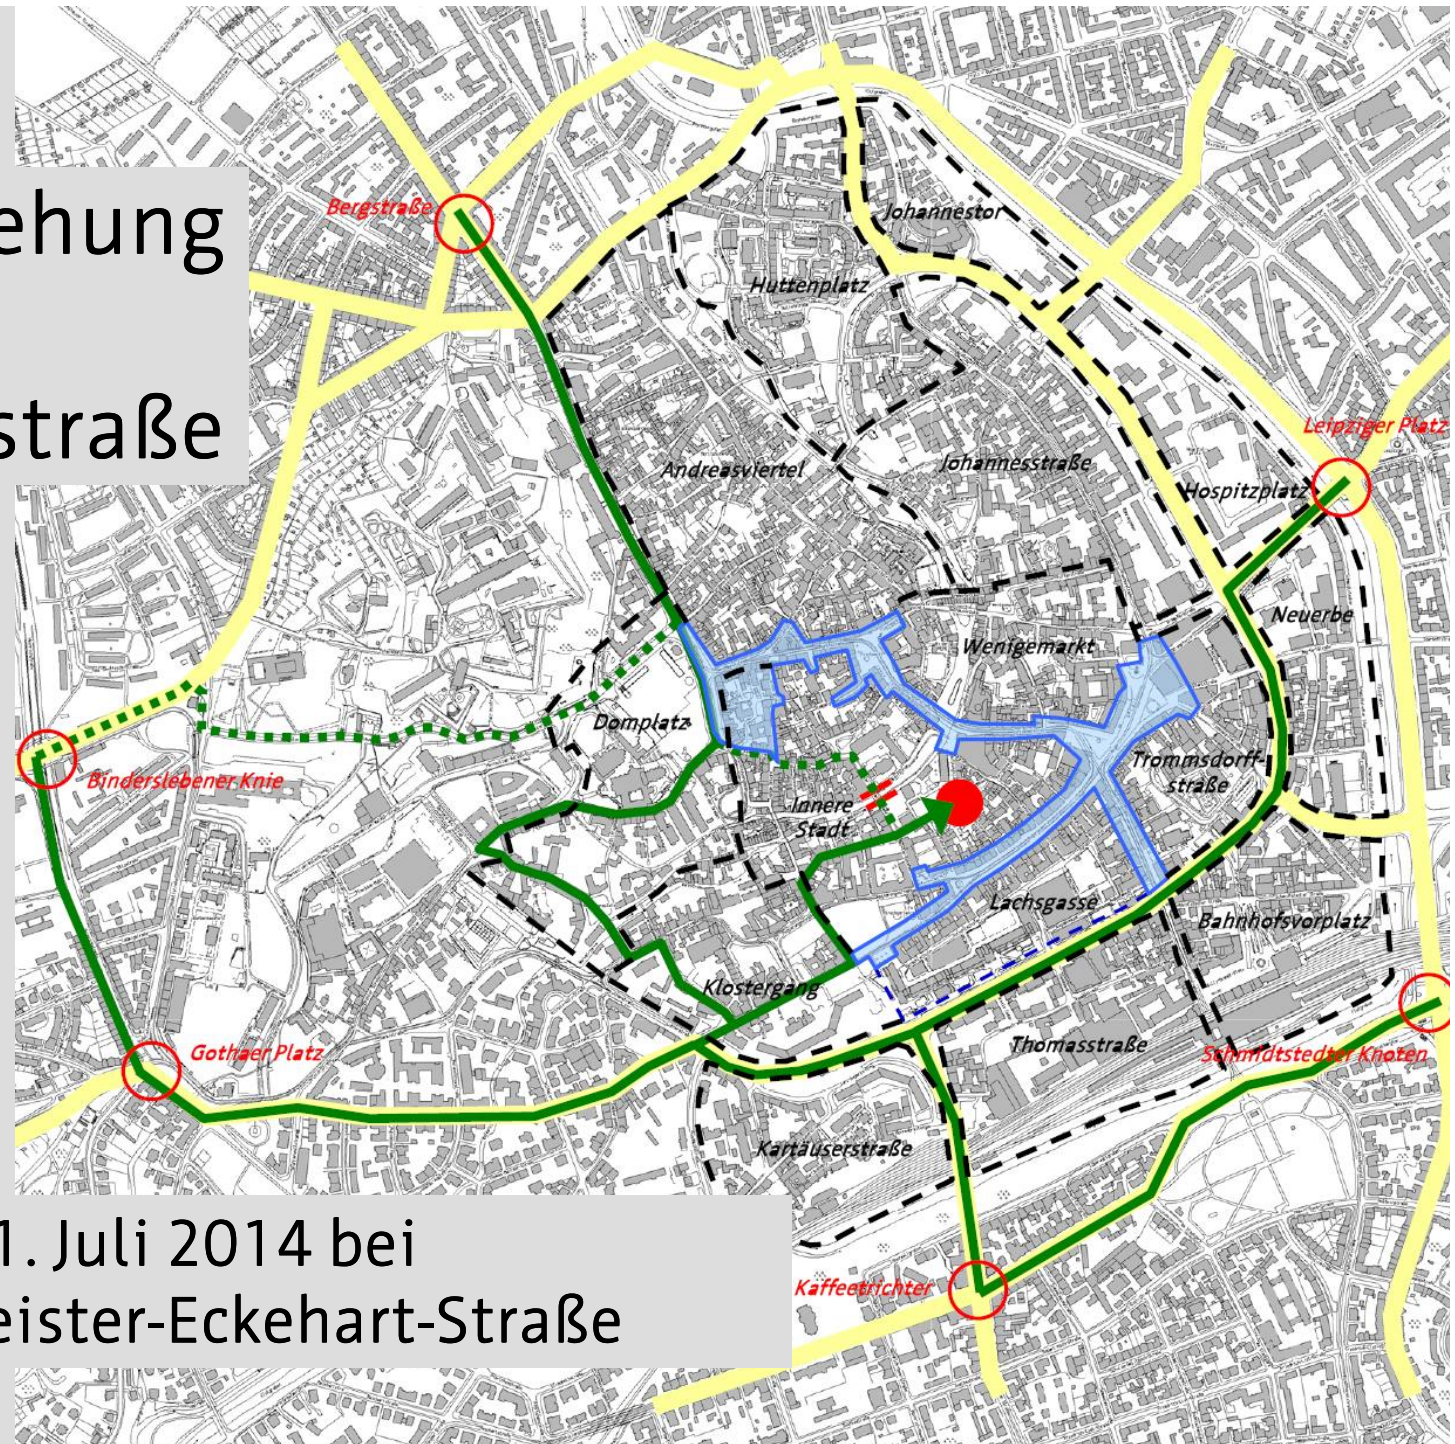 ehung
straße
Bergstraße
Johannestor
Huttenplatz
Leipziger Platz
Andreasviertel
Johannesstraße
Hospitzplatz
Neuerbe
Wenigemarkt
Domplatz
Trommsdorff-
straße
Binderslebener Knie
Innere
Stadt
Lachsgasse
Bahnhofsvorplatz
Klostergang
Gothaer Platz
Thomasstraße
Schmidtstedter Knoten
Kartäuserstraße
1. Juli 2014 bei
eister-Eckehart-Straße
Kaffeetrichter